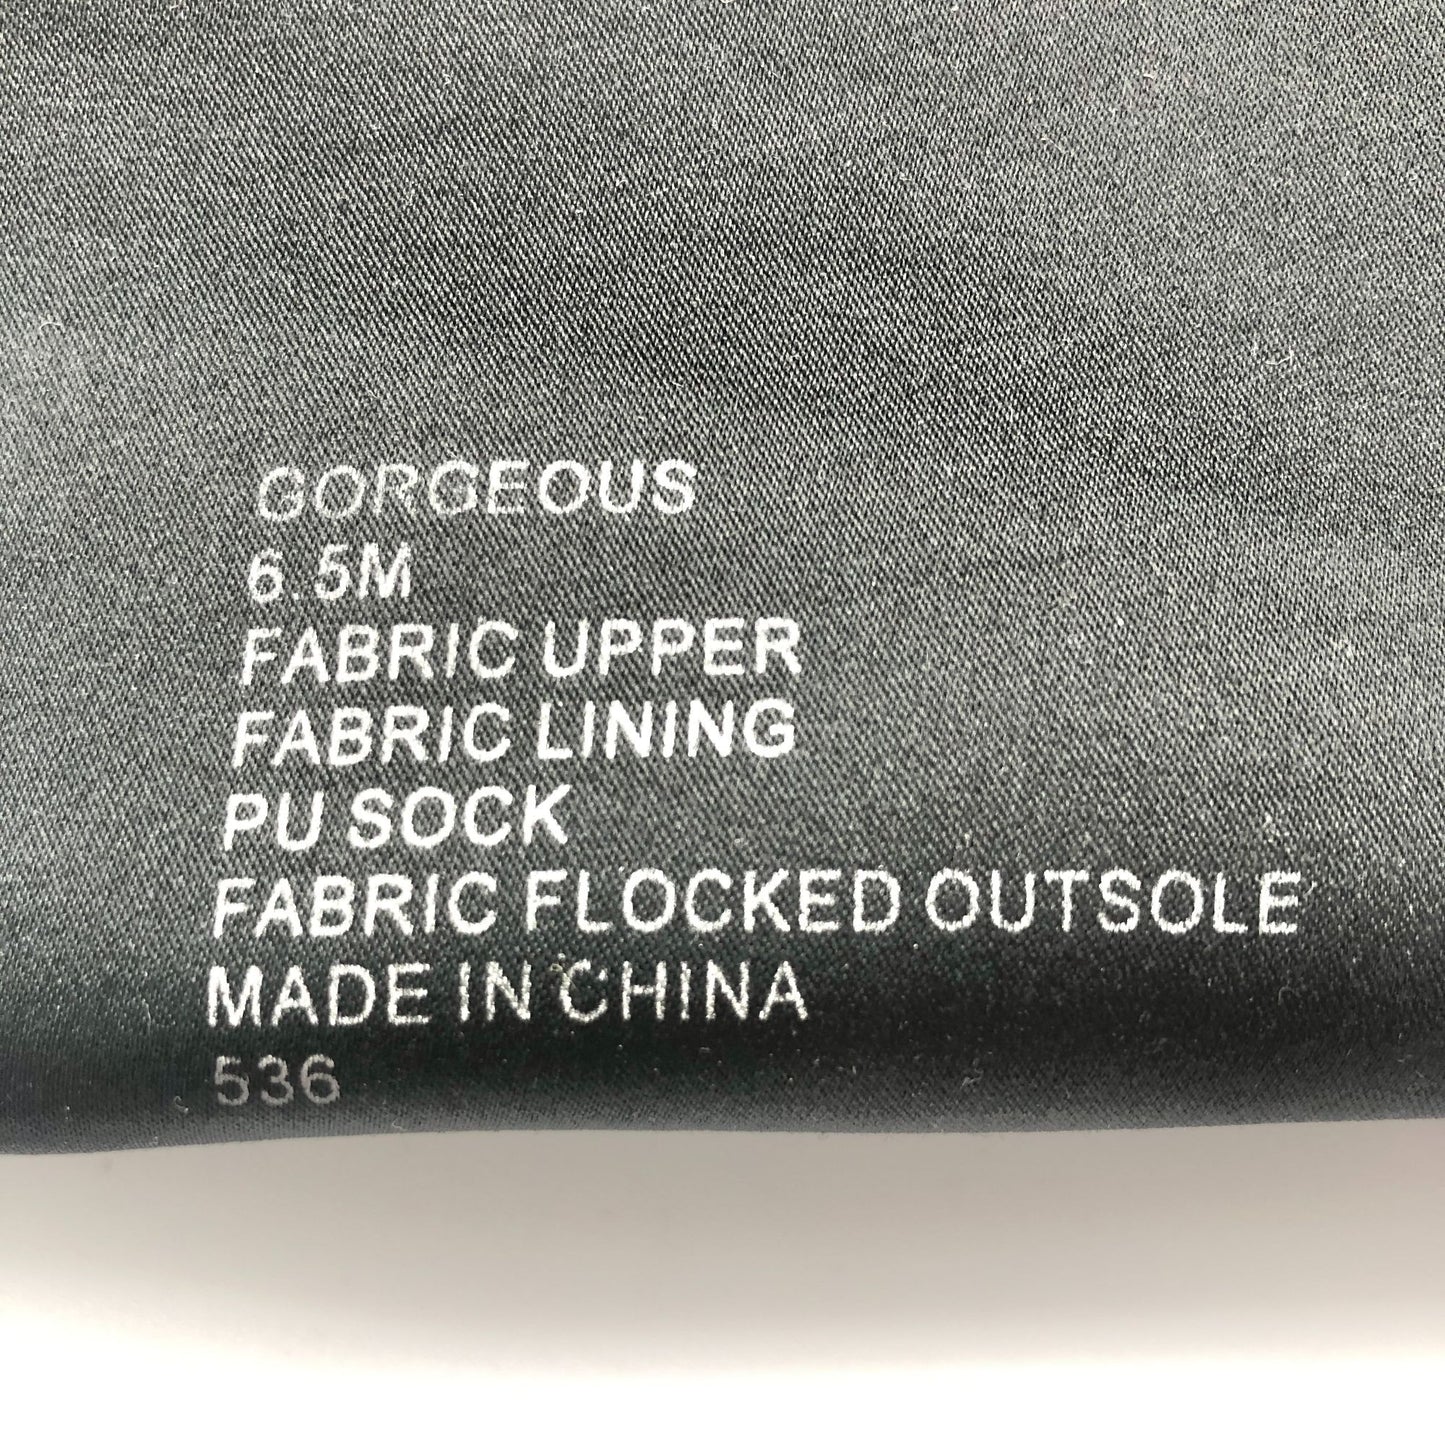 GORGEOUS
6.5M
FABRIC UPPER
FABRIC LINING
PU SOCK
FABRIC FLOCKED OUTSOLE
MADE IN CHINA
536